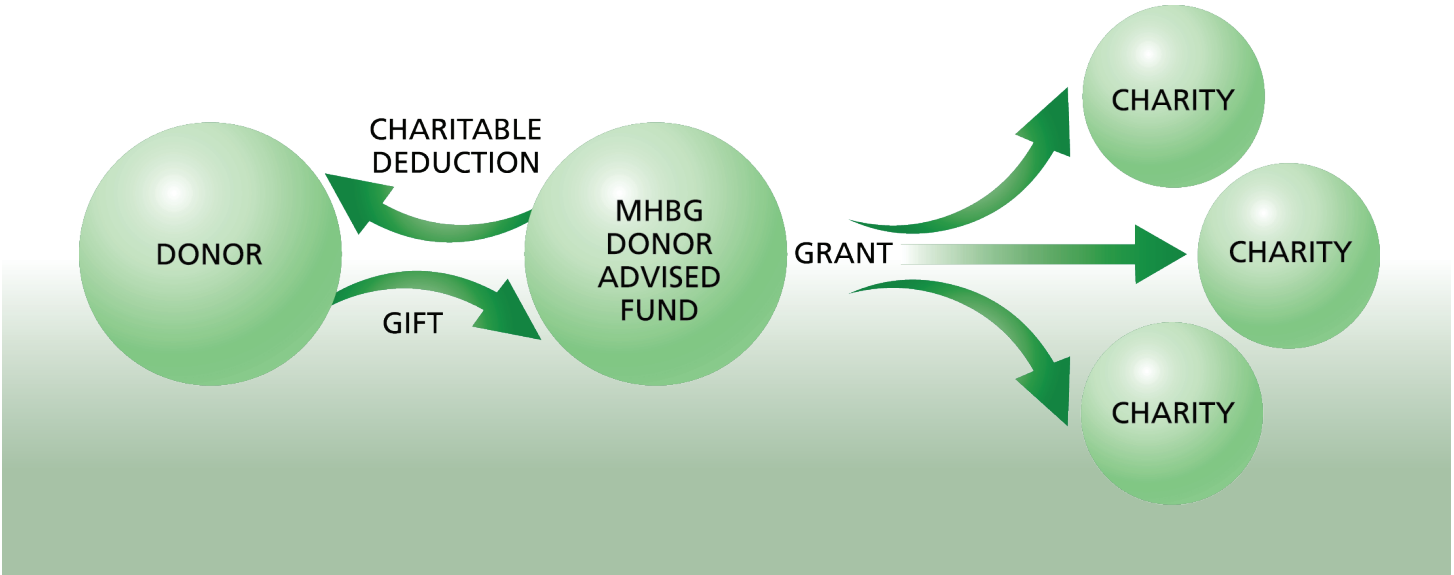 DONOR
CHARITABLE
DEDUCTION
GIFT
MHBG
DONOR
ADVISED
FUND
GRANT
CHARITY
CHARITY
CHARITY